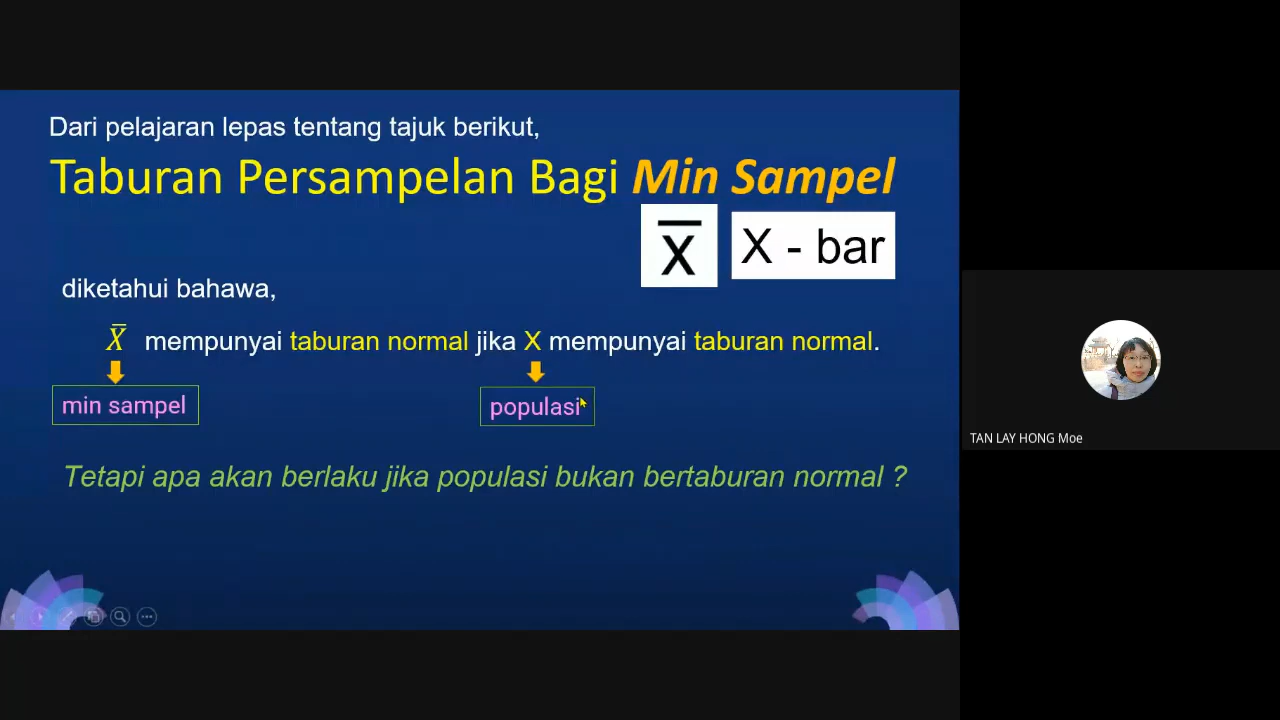 Dari pelajaran lepas tentang tajuk berikut,
Taburan Persampelan Bagi Min Sampel
X̄ X - bar
diketahui bahawa,
X̄ mempunyai taburan normal jika X mempunyai taburan normal.
min sampel populasi
Tetapi apa akan berlaku jika populasi bukan bertaburan normal ?
TAN LAY HONG Moe